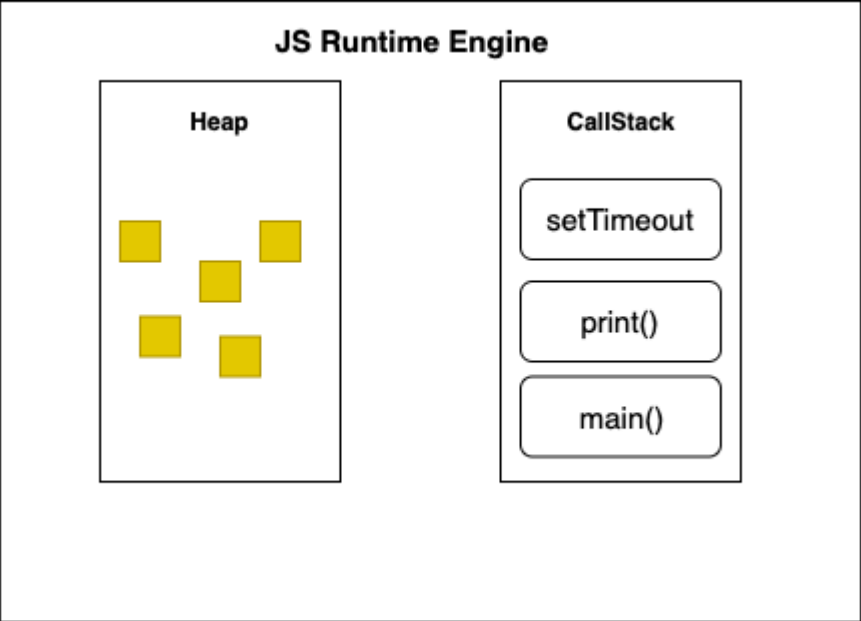 JS Runtime Engine
Heap
CallStack
setTimeout
print()
main()